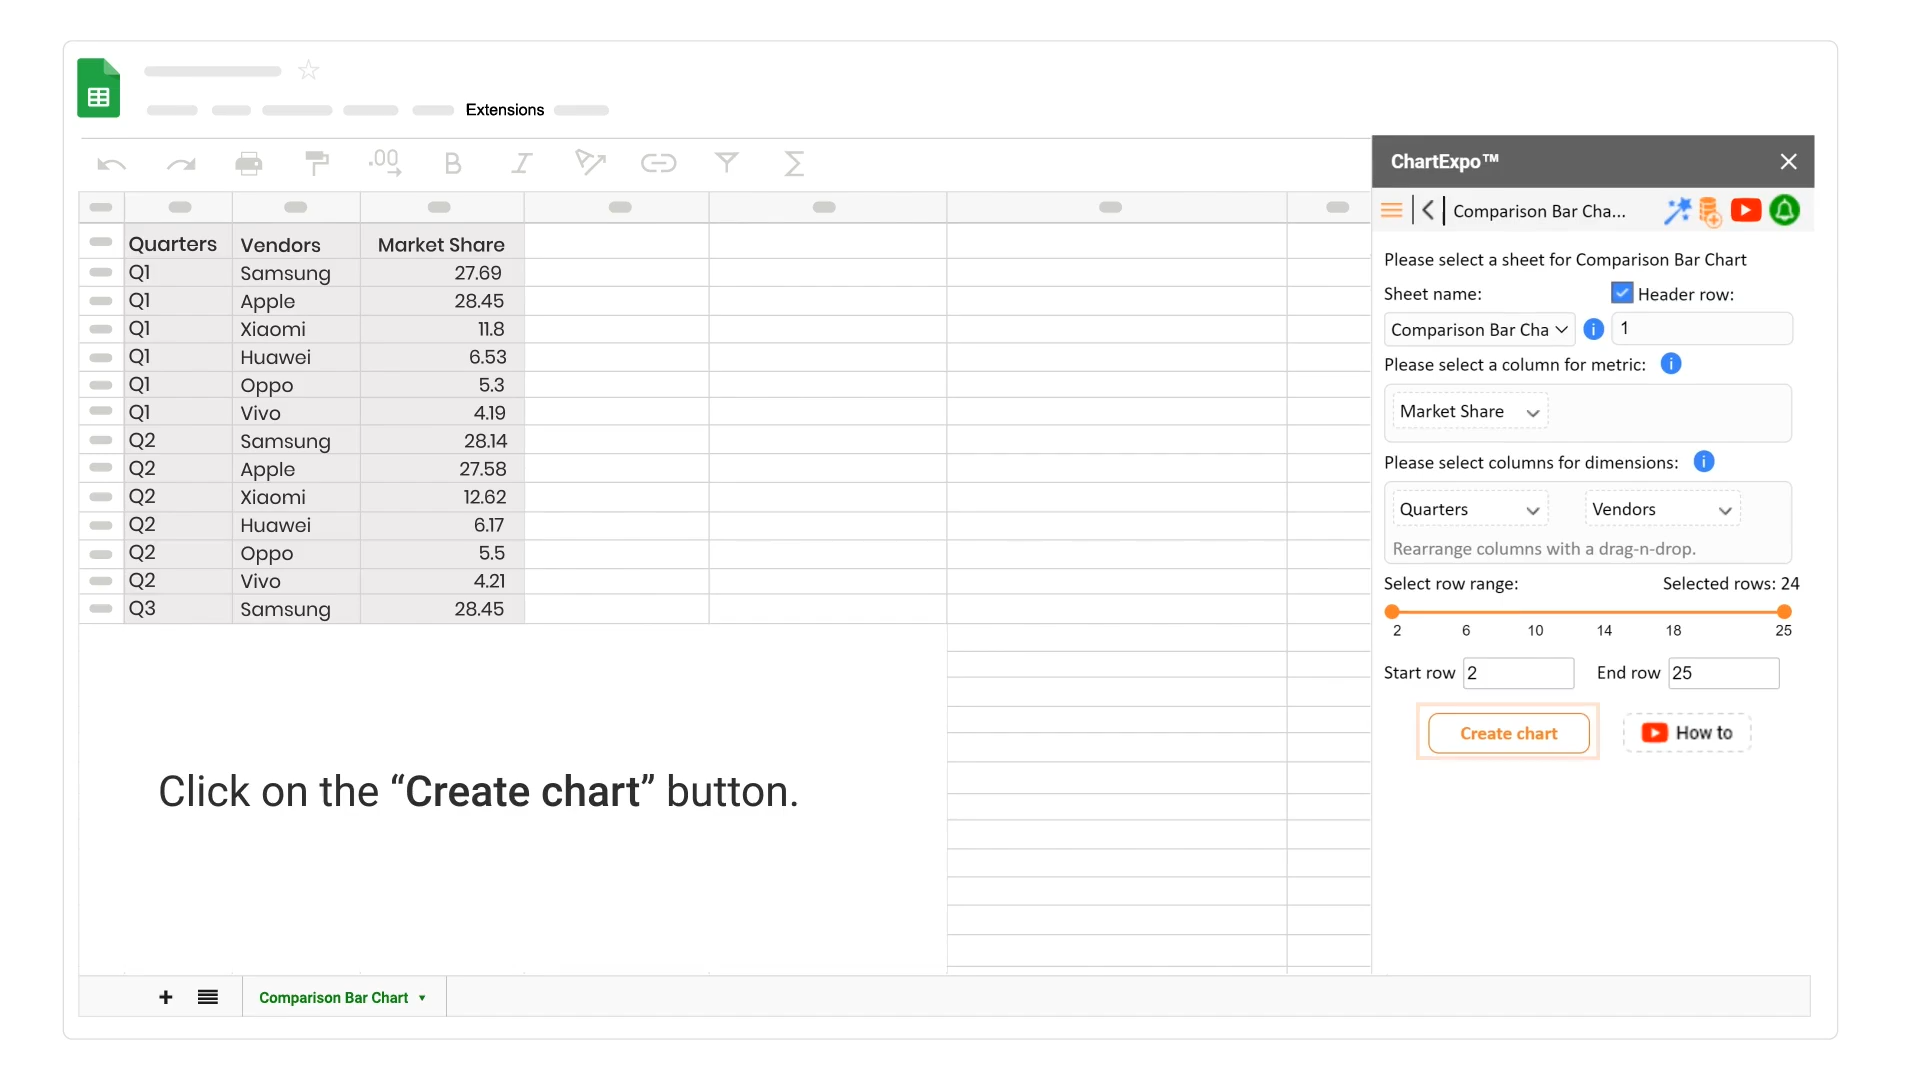 Extensions
.00
B
I
Quarters Vendors Market Share
Q1 Samsung 27.69
Q1 Apple 28.45
Q1 Xiaomi 11.8
Q1 Huawei 6.53
Q1 Oppo 5.3
Q1 Vivo 4.19
Q2 Samsung 28.14
Q2 Apple 27.58
Q2 Xiaomi 12.62
Q2 Huawei 6.17
Q2 Oppo 5.5
Q2 Vivo 4.21
Q3 Samsung 28.45
Click on the “Create chart” button.
Comparison Bar Chart
ChartExpo™
Comparison Bar Cha...
Please select a sheet for Comparison Bar Chart
Sheet name: Header row:
Comparison Bar Cha i 1
Please select a column for metric: i
Market Share
Please select columns for dimensions: i
Quarters Vendors
Rearrange columns with a drag-n-drop.
Select row range: Selected rows: 24
2 6 10 14 18 25
Start row 2 End row 25
Create chart How to